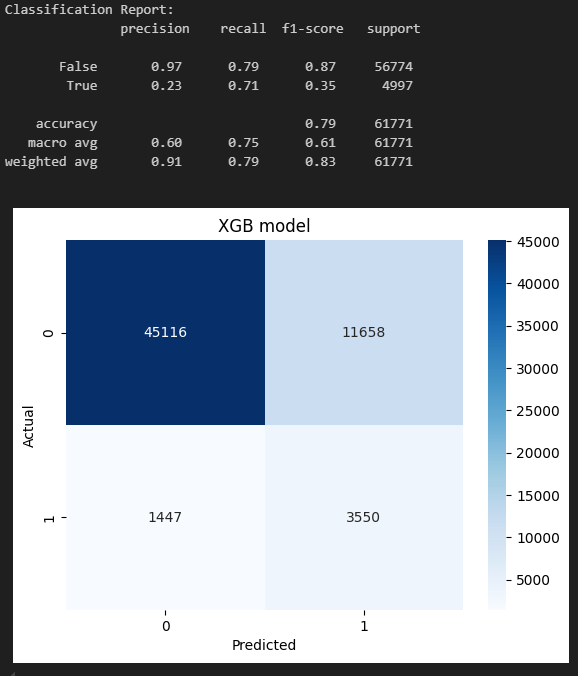 Classification Report:
precision recall f1-score support
False 0.97 0.79 0.87 56774
True 0.23 0.71 0.35 4997
accuracy 0.79 61771
macro avg 0.60 0.75 0.61 61771
weighted avg 0.91 0.79 0.83 61771
XGB model
45000
40000
35000
30000
25000
20000
15000
10000
5000
0
45116 11658
Actual
1
1447 3550
0 1
Predicted